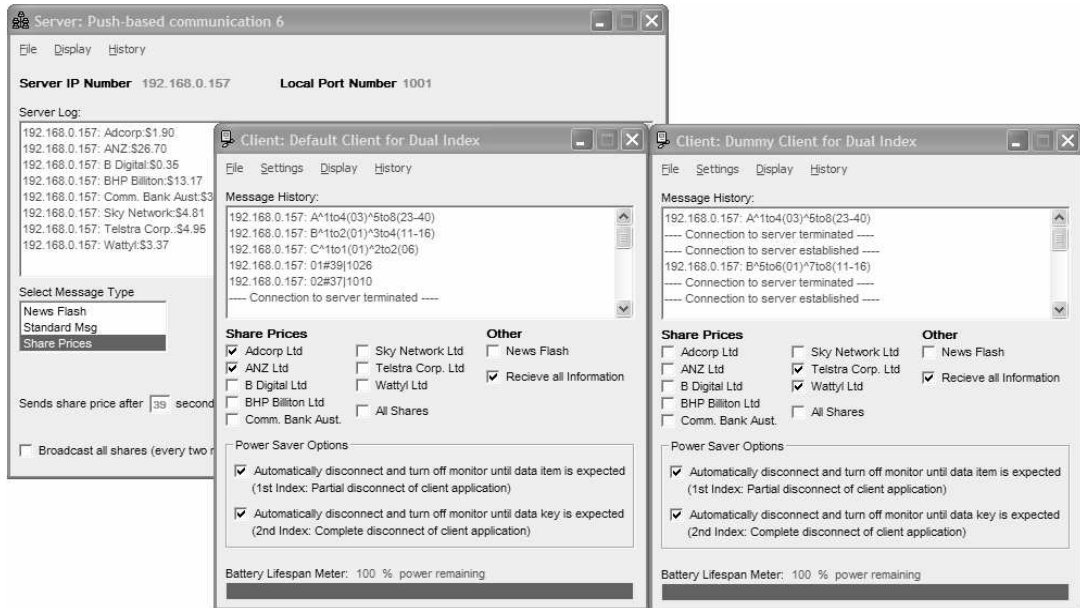 Server: Push-based communication 6
File Display History
Server IP Number 192.168.0.157 Local Port Number 1001
Server Log:
192.168.0.157: Adcorp:$1.90
192.168.0.157: ANZ:$26.70
192.168.0.157: B Digital:$0.35
192.168.0.157: BHP Billiton:$13.17
192.168.0.157: Comm. Bank Aust:$3
192.168.0.157: Sky Network:$4.81
192.168.0.157: Telstra Corp.:$4.95
192.168.0.157: Wattyl:$3.37
Select Message Type
News Flash
Standard Msg
Share Prices
Sends share price after 39 second
Broadcast all shares (every two
Client: Default Client for Dual Index
File Settings Display History
Message History:
192.168.0.157: A^1to4(03)^5to8(23-40)
192.168.0.157: B^1to2(01)^3to4(11-16)
192.168.0.157: C^1to1(01)^2to2(06)
192.168.0.157: 01#39|1026
192.168.0.157: 02#37|1010
---- Connection to server terminated ----
Share Prices Other
Adcorp Ltd Sky Network Ltd News Flash
ANZ Ltd Telstra Corp. Ltd Recieve all Information
B Digital Ltd Wattyl Ltd
BHP Billiton Ltd All Shares
Comm. Bank Aust.
Power Saver Options
Automatically disconnect and turn off monitor until data item is expected
(1st Index: Partial disconnect of client application)
Automatically disconnect and turn off monitor until data key is expected
(2nd Index: Complete disconnect of client application)
Battery Lifespan Meter: 100 % power remaining
Client: Dummy Client for Dual Index
File Settings Display History
Message History:
192.168.0.157: A^1to4(03)^5to8(23-40)
---- Connection to server terminated ----
---- Connection to server established ----
192.168.0.157: B^5to6(01)^7to8(11-16)
---- Connection to server terminated ----
---- Connection to server established ----
Share Prices Other
Adcorp Ltd Sky Network Ltd News Flash
ANZ Ltd Telstra Corp. Ltd Recieve all Information
B Digital Ltd Wattyl Ltd
BHP Billiton Ltd All Shares
Comm. Bank Aust.
Power Saver Options
Automatically disconnect and turn off monitor until data item is expected
(1st Index: Partial disconnect of client application)
Automatically disconnect and turn off monitor until data key is expected
(2nd Index: Complete disconnect of client application)
Battery Lifespan Meter: 100 % power remaining